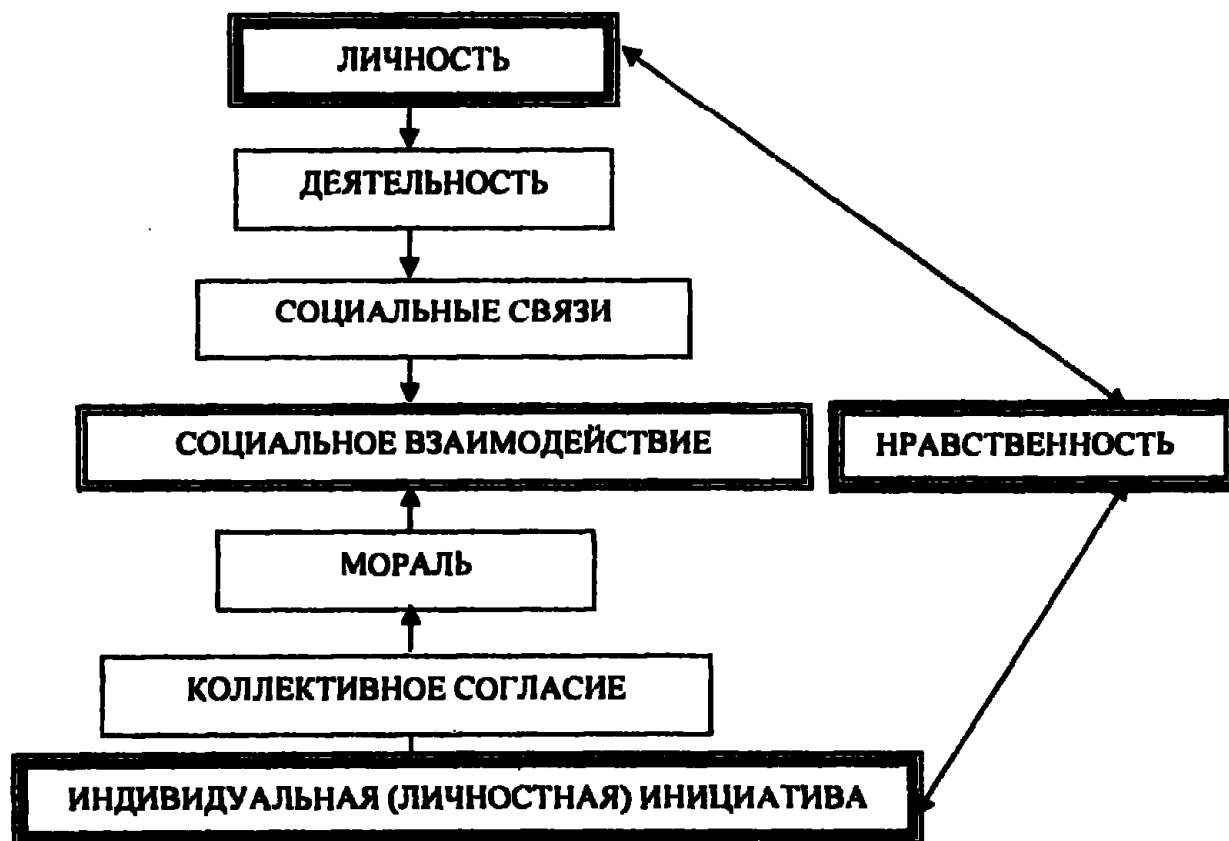 ЛИЧНОСТЬ
ДЕЯТЕЛЬНОСТЬ
СОЦИАЛЬНЫЕ СВЯЗИ
СОЦИАЛЬНОЕ ВЗАИМОДЕЙСТВИЕ
НРАВСТВЕННОСТЬ
МОРАЛЬ
КОЛЛЕКТИВНОЕ СОГЛАСИЕ
ИНДИВИДУАЛЬНАЯ (ЛИЧНОСТНАЯ) ИНИЦИАТИВА